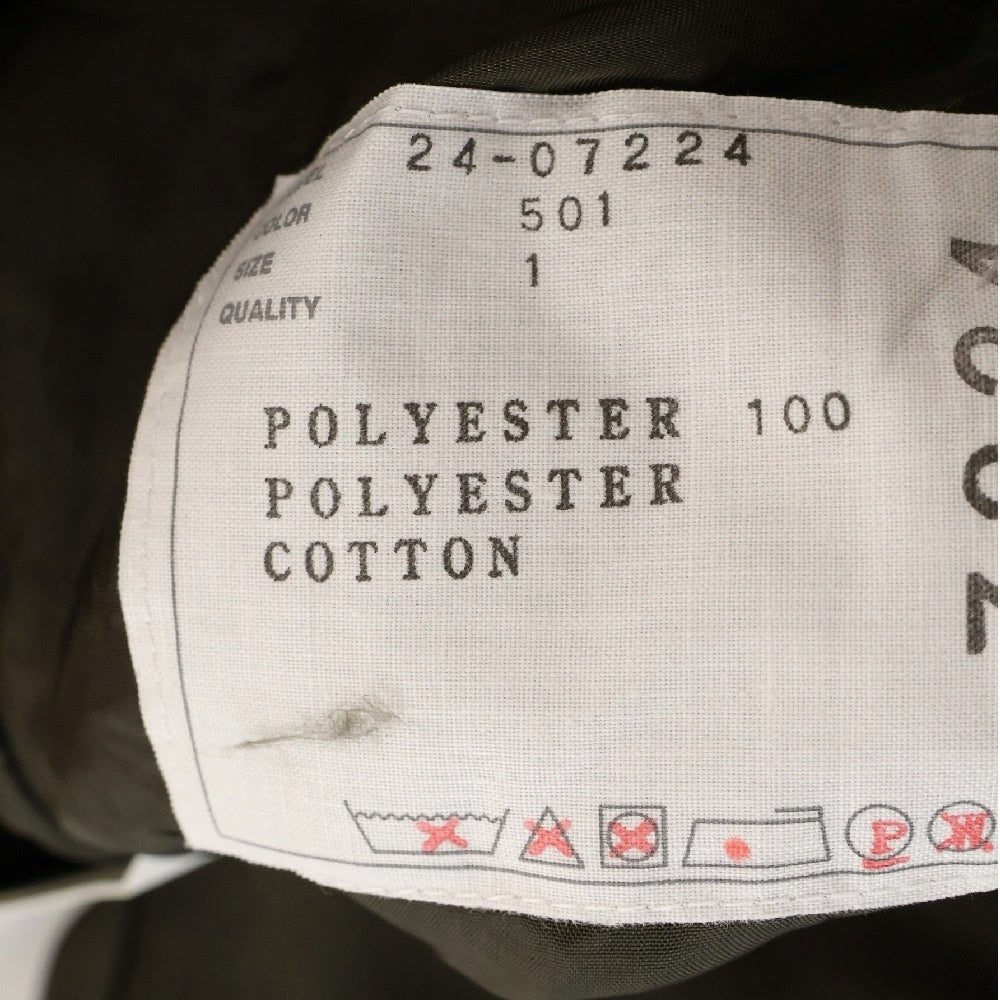 24-07224
COLOR 501
SIZE 1
QUALITY
POLYESTER 100
POLYESTER
COTTON
P